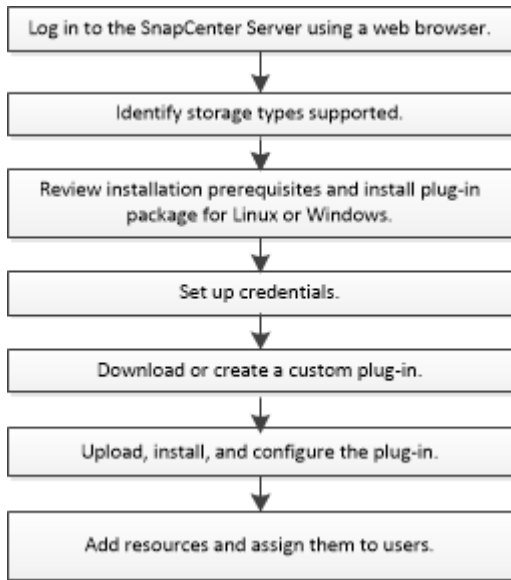 Log in to the SnapCenter Server using a web browser.
Identify storage types supported.
Review installation prerequisites and install plug-in
package for Linux or Windows.
Set up credentials.
Download or create a custom plug-in.
Upload, install, and configure the plug-in.
Add resources and assign them to users.